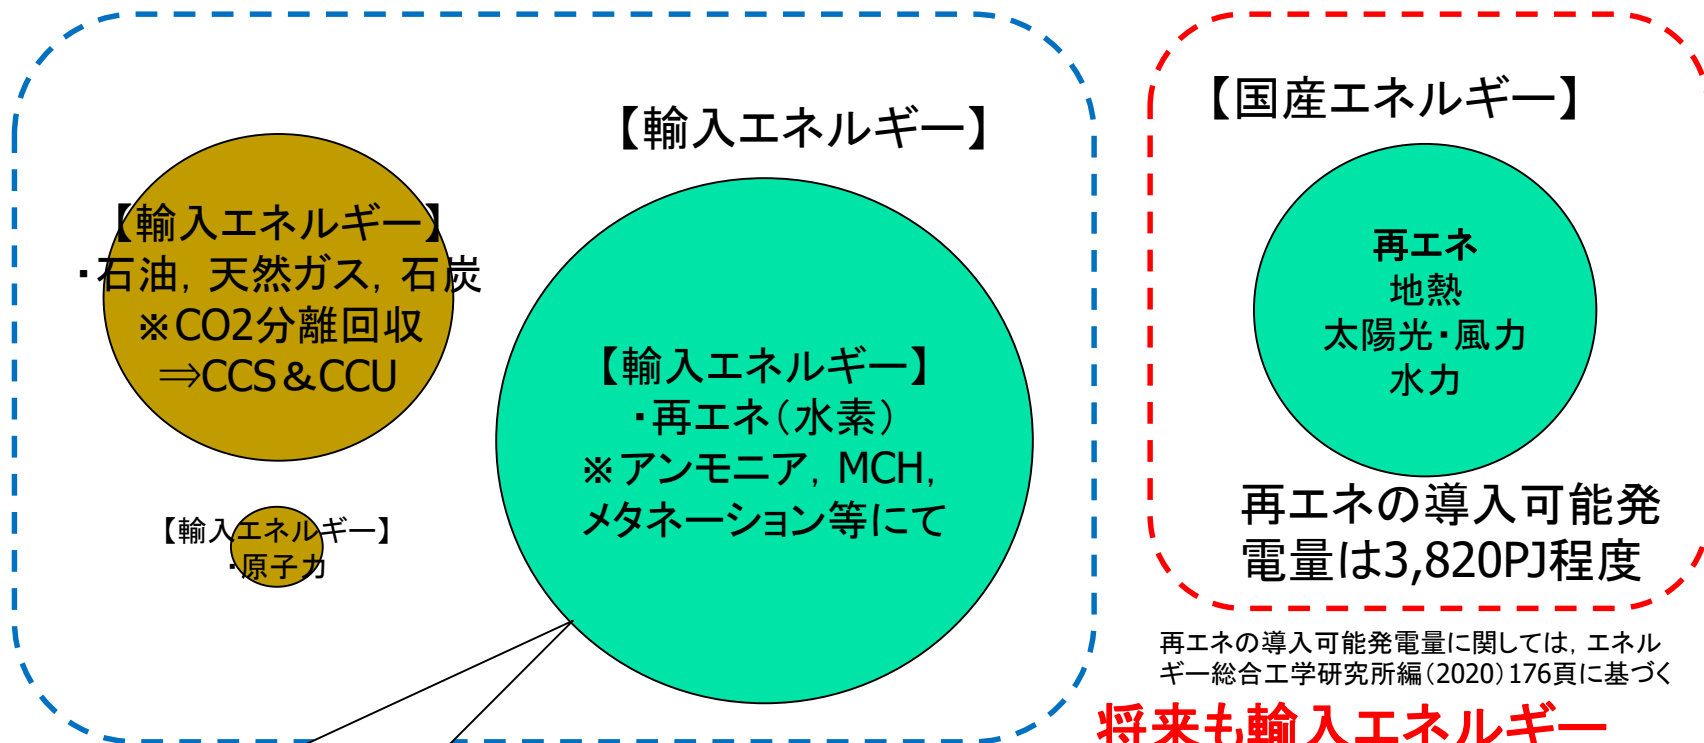 【輸入エネルギー】
【輸入エネルギー】
・石油，天然ガス，石炭
※CO2分離回収
⇒CCS＆CCU
【輸入エネルギー】
・原子力
【輸入エネルギー】
・再エネ（水素）
※アンモニア，MCH，
メタネーション等にて
【国産エネルギー】
再エネ
地熱
太陽光・風力
水力
再エネの導入可能発
電量は3,820PJ程度
再エネの導入可能発電量に関しては，エネル
ギー総合工学研究所編（2020）176頁に基づく
将来も輸入エネルギー